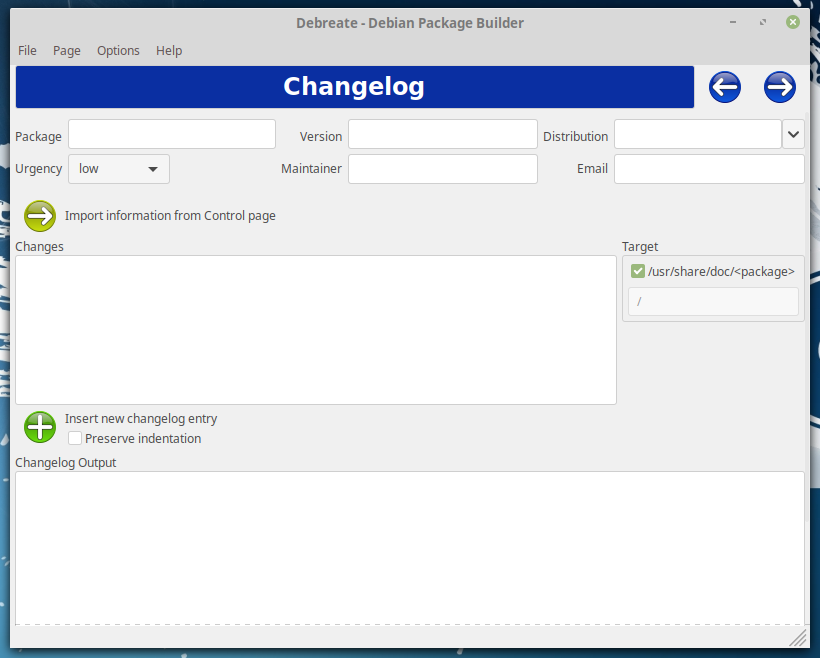 Debreate - Debian Package Builder
File Page Options Help
Changelog
Package Version Distribution
Urgency low Maintainer Email
Import information from Control page
Changes Target
/usr/share/doc/<package>
/
Insert new changelog entry
Preserve indentation
Changelog Output